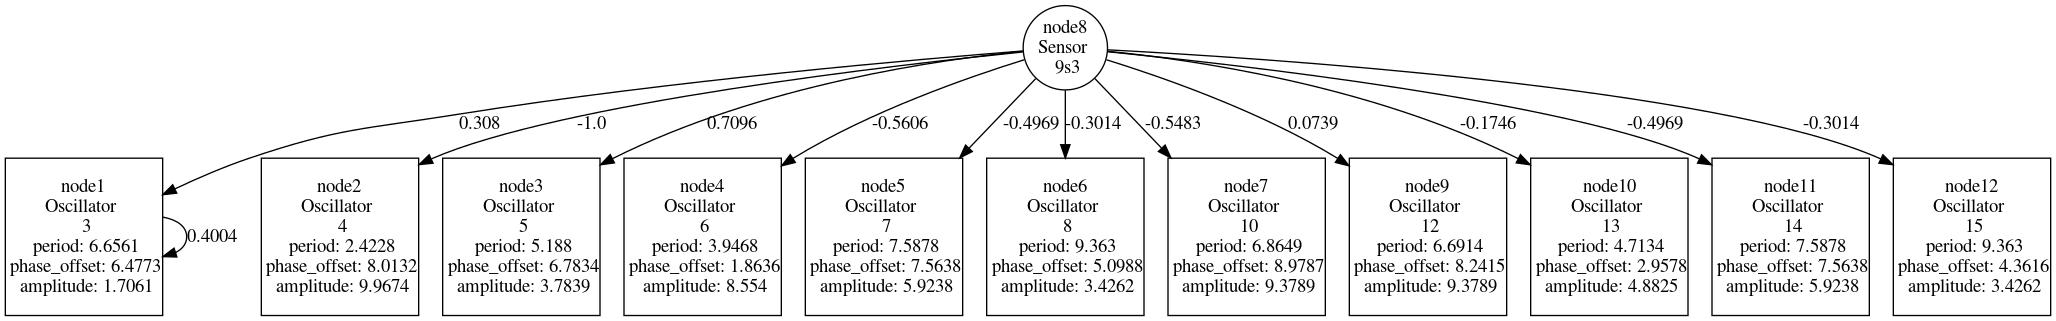 node8
Sensor
9s3
0.308
-1.0
0.7096
-0.5606
-0.4969
-0.3014
-0.5483
0.0739
-0.1746
-0.4969
-0.3014
node1
Oscillator
3
period: 6.6561
phase_offset: 6.4773
amplitude: 1.7061
0.4004
node2
Oscillator
4
period: 2.4228
phase_offset: 8.0132
amplitude: 9.9674
node3
Oscillator
5
period: 5.188
phase_offset: 6.7834
amplitude: 3.7839
node4
Oscillator
6
period: 3.9468
phase_offset: 1.8636
amplitude: 8.554
node5
Oscillator
7
period: 7.5878
phase_offset: 7.5638
amplitude: 5.9238
node6
Oscillator
8
period: 9.363
phase_offset: 5.0988
amplitude: 3.4262
node7
Oscillator
10
period: 6.8649
phase_offset: 8.9787
amplitude: 9.3789
node9
Oscillator
12
period: 6.6914
phase_offset: 8.2415
amplitude: 9.3789
node10
Oscillator
13
period: 4.7134
phase_offset: 2.9578
amplitude: 4.8825
node11
Oscillator
14
period: 7.5878
phase_offset: 7.5638
amplitude: 5.9238
node12
Oscillator
15
period: 9.363
phase_offset: 4.3616
amplitude: 3.4262